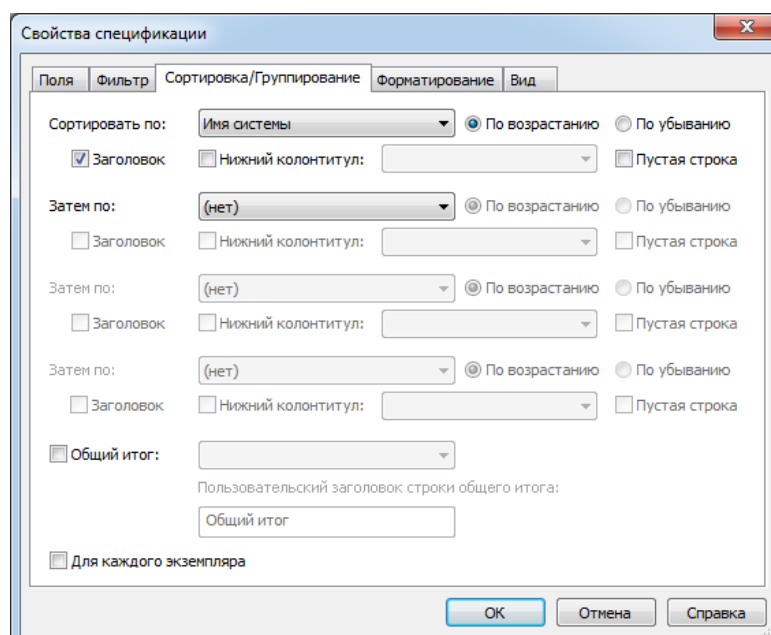 Свойства спецификации
Поля Фильтр Сортировка/Группирование Форматирование Вид
Сортировать по: Имя системы По возрастанию По убыванию
Заголовок Нижний колонтитул: Пустая строка
Затем по: (нет) По возрастанию По убыванию
Заголовок Нижний колонтитул: Пустая строка
Затем по: (нет) По возрастанию По убыванию
Заголовок Нижний колонтитул: Пустая строка
Затем по: (нет) По возрастанию По убыванию
Заголовок Нижний колонтитул: Пустая строка
Общий итог:
Пользовательский заголовок строки общего итога:
Общий итог
Для каждого экземпляра
ОК Отмена Справка